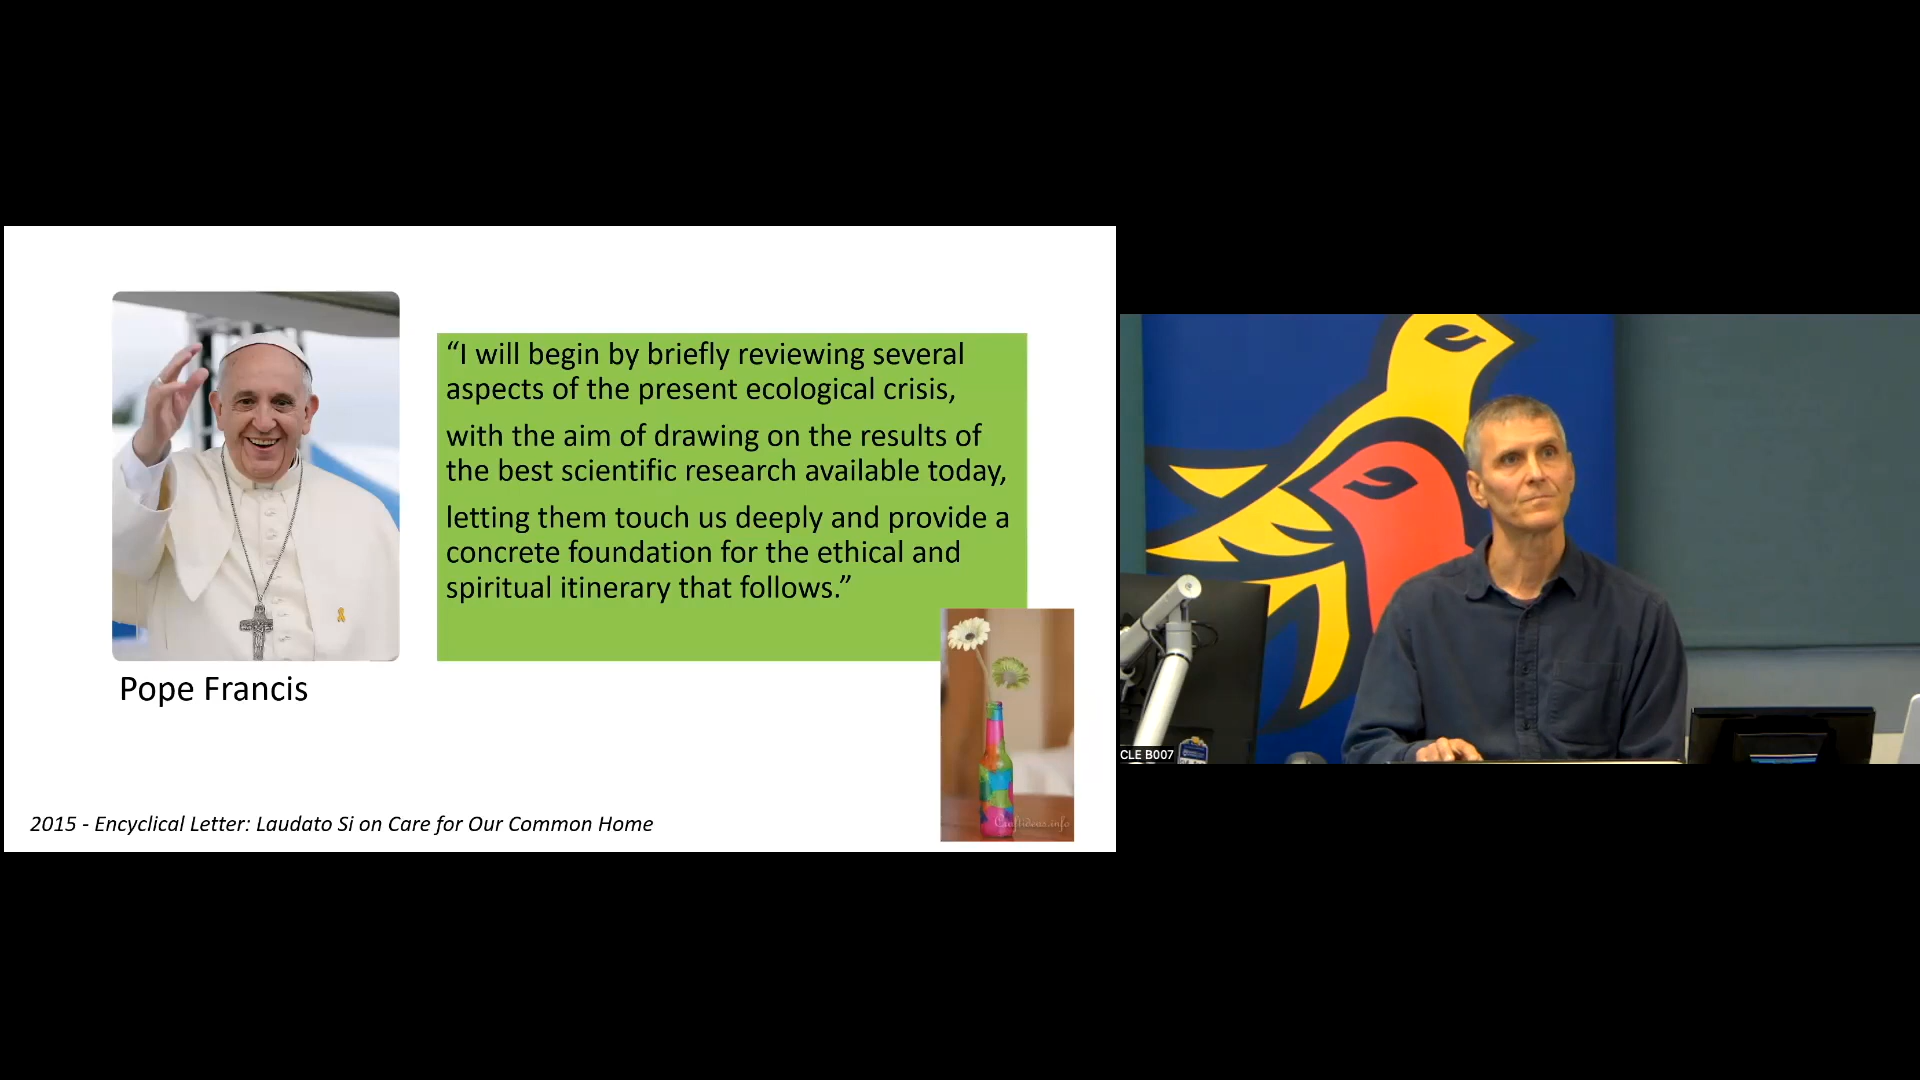 “I will begin by briefly reviewing several
aspects of the present ecological crisis,
with the aim of drawing on the results of
the best scientific research available today,
letting them touch us deeply and provide a
concrete foundation for the ethical and
spiritual itinerary that follows.”
Pope Francis
2015 - Encyclical Letter: Laudato Si on Care for Our Common Home
Craftideas.info
CLE B007